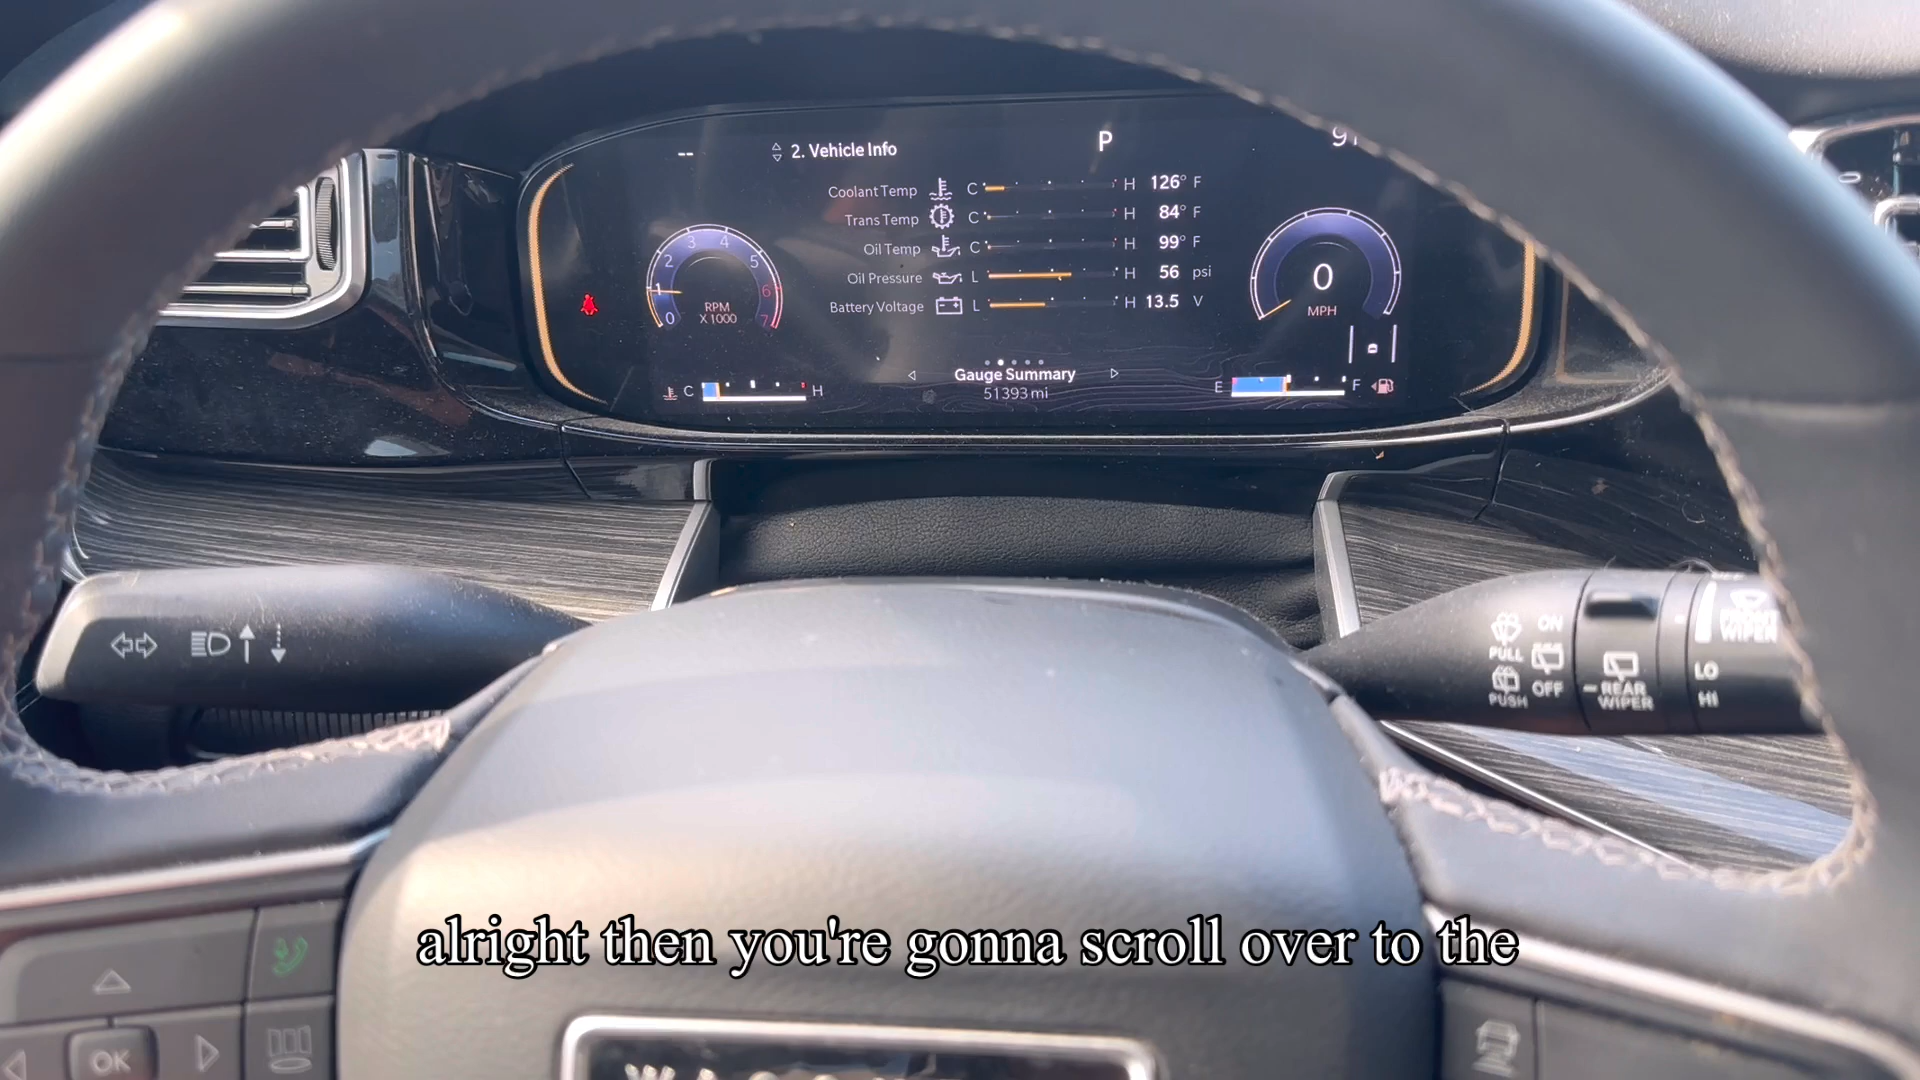 --
2. Vehicle Info
P
Coolant Temp C H 126° F
Trans Temp C H 84° F
Oil Temp C H 99° F
Oil Pressure L H 56 psi
Battery Voltage L H 13.5 V
0 1 2 3 4 5 6 7
RPM
X 1000
0
MPH
Gauge Summary
51393 mi
C H
E F
PULL
PUSH
ON
OFF
REAR
WIPER
FRONT
WIPER
LO
HI
alright then you're gonna scroll over to the
OK